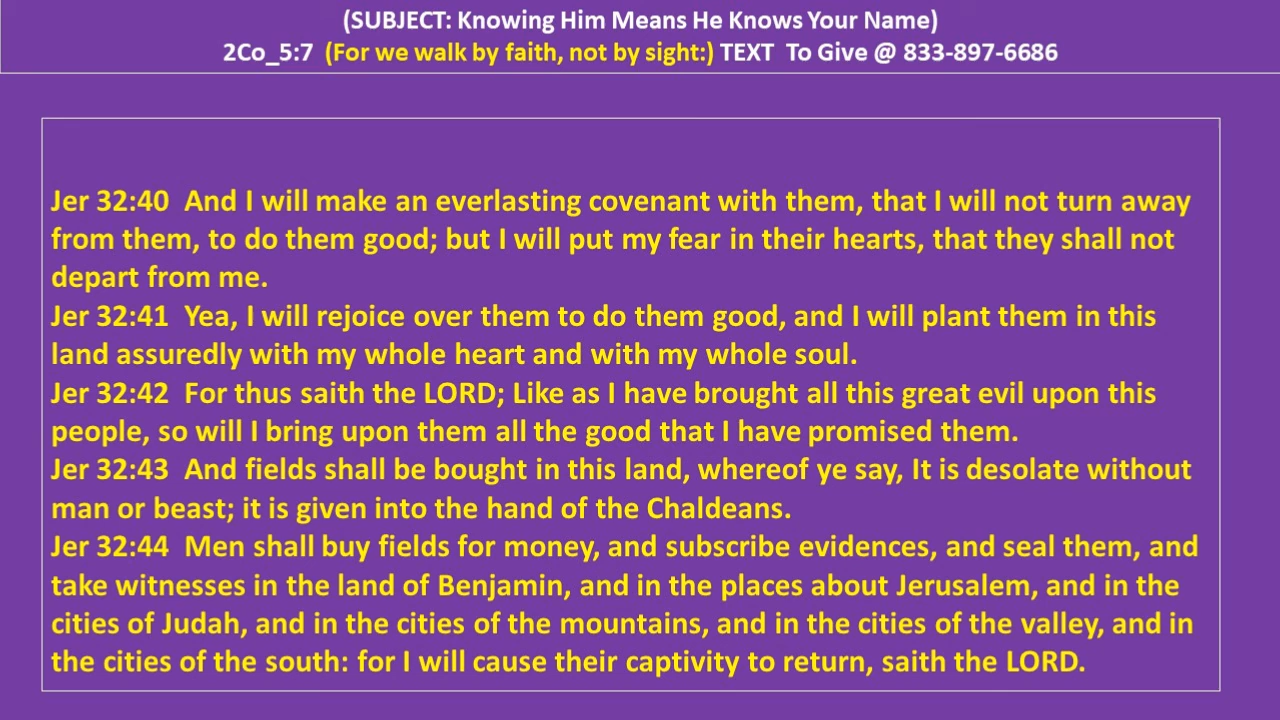 (SUBJECT: Knowing Him Means He Knows Your Name)
2Co_5:7 (For we walk by faith, not by sight:) TEXT To Give @ 833-897-6686
Jer 32:40 And I will make an everlasting covenant with them, that I will not turn away
from them, to do them good; but I will put my fear in their hearts, that they shall not
depart from me.
Jer 32:41 Yea, I will rejoice over them to do them good, and I will plant them in this
land assuredly with my whole heart and with my whole soul.
Jer 32:42 For thus saith the LORD; Like as I have brought all this great evil upon this
people, so will I bring upon them all the good that I have promised them.
Jer 32:43 And fields shall be bought in this land, whereof ye say, It is desolate without
man or beast; it is given into the hand of the Chaldeans.
Jer 32:44 Men shall buy fields for money, and subscribe evidences, and seal them, and
take witnesses in the land of Benjamin, and in the places about Jerusalem, and in the
cities of Judah, and in the cities of the mountains, and in the cities of the valley, and in
the cities of the south: for I will cause their captivity to return, saith the LORD.